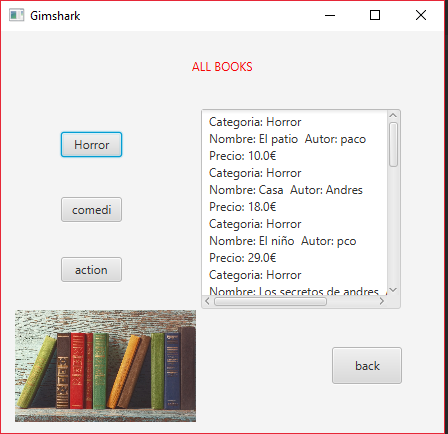 Gimshark
ALL BOOKS
Horror
comedi
action
Categoria: Horror
Nombre: El patio  Autor: paco
Precio: 10.0€
Categoria: Horror
Nombre: Casa  Autor: Andres
Precio: 18.0€
Categoria: Horror
Nombre: El niño  Autor: pco
Precio: 29.0€
Categoria: Horror
Nombre: Los secretos de andres
back